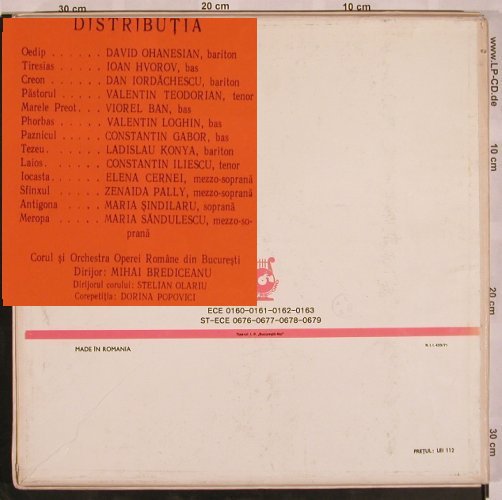 30 cm
20 cm
10 cm
www.LP-CD.de
DISTRIBUȚIA
Oedip . . . . . . DAVID OHANESIAN, bariton
Tiresias . . . . . IOAN HVOROV, bas
Creon . . . . . . DAN IORDĂCHESCU, bariton
Păstorul . . . . . VALENTIN TEODORIAN, tenor
Marele Preot . . . VIOREL BAN, bas
Phorbas . . . . . VALENTIN LOGHIN, bas
Paznicul . . . . . CONSTANTIN GABOR, bas
Tezeu . . . . . . LADISLAU KONYA, bariton
Laios . . . . . . CONSTANTIN ILIESCU, tenor
Iocasta . . . . . ELENA CERNEI, mezzo-soprană
Sfinxul . . . . . ZENAIDA PALLY, mezzo-soprană
Antigona . . . . . MARIA ȘINDILARU, soprană
Meropa . . . . . MARIA SĂNDULESCU, mezzo-so-
prană
Corul și Orchestra Operei Române din București
Dirijor: MIHAI BREDICEANU
Dirijorul corului: STELIAN OLARIU
Corepetiția: DORINA POPOVICI
10 cm
20 cm
30 cm
ECE 0160-0161-0162-0163
ST-ECE 0676-0677-0678-0679
MADE ÎN ROMANIA
PREȚUL: LEI 112